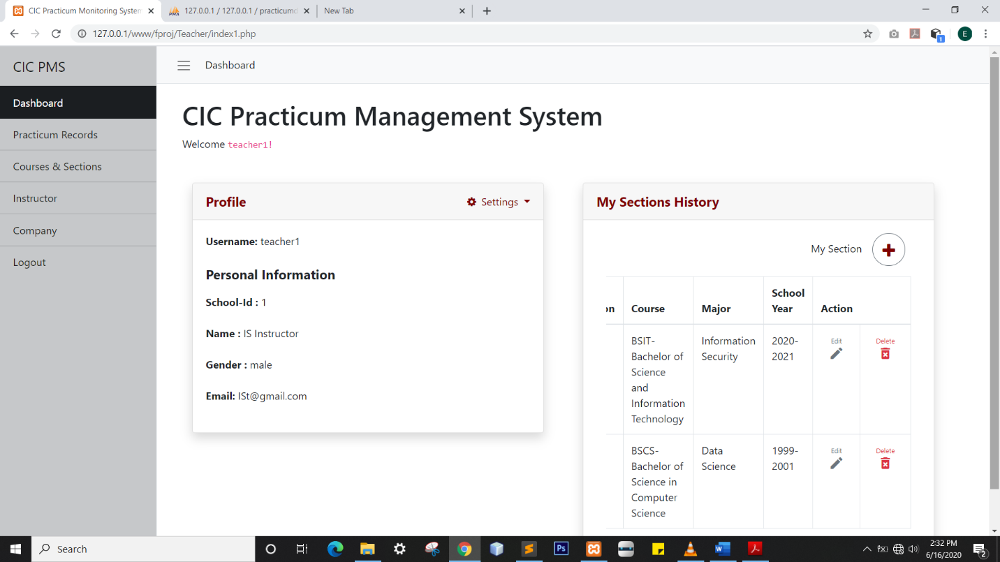 CIC Practicum Monitoring System
127.0.0.1 / 127.0.0.1 / practicumd
New Tab
127.0.0.1/www/fproj/Teacher/index1.php
E
1
CIC PMS
Dashboard
Dashboard
Practicum Records
Courses & Sections
Instructor
Company
Logout
CIC Practicum Management System
Welcome teacher1!
Profile
Settings
Username: teacher1
Personal Information
School-Id : 1
Name : IS Instructor
Gender : male
Email: ISt@gmail.com
My Sections History
My Section
on Course Major School Year Action
BSIT-
Bachelor of
Science
and
Information
Technology
Information
Security
2020-
2021
Edit
Delete
BSCS-
Bachelor of
Science in
Computer
Science
Data
Science
1999-
2001
Edit
Delete
Search
Ps
2:32 PM
6/16/2020
2